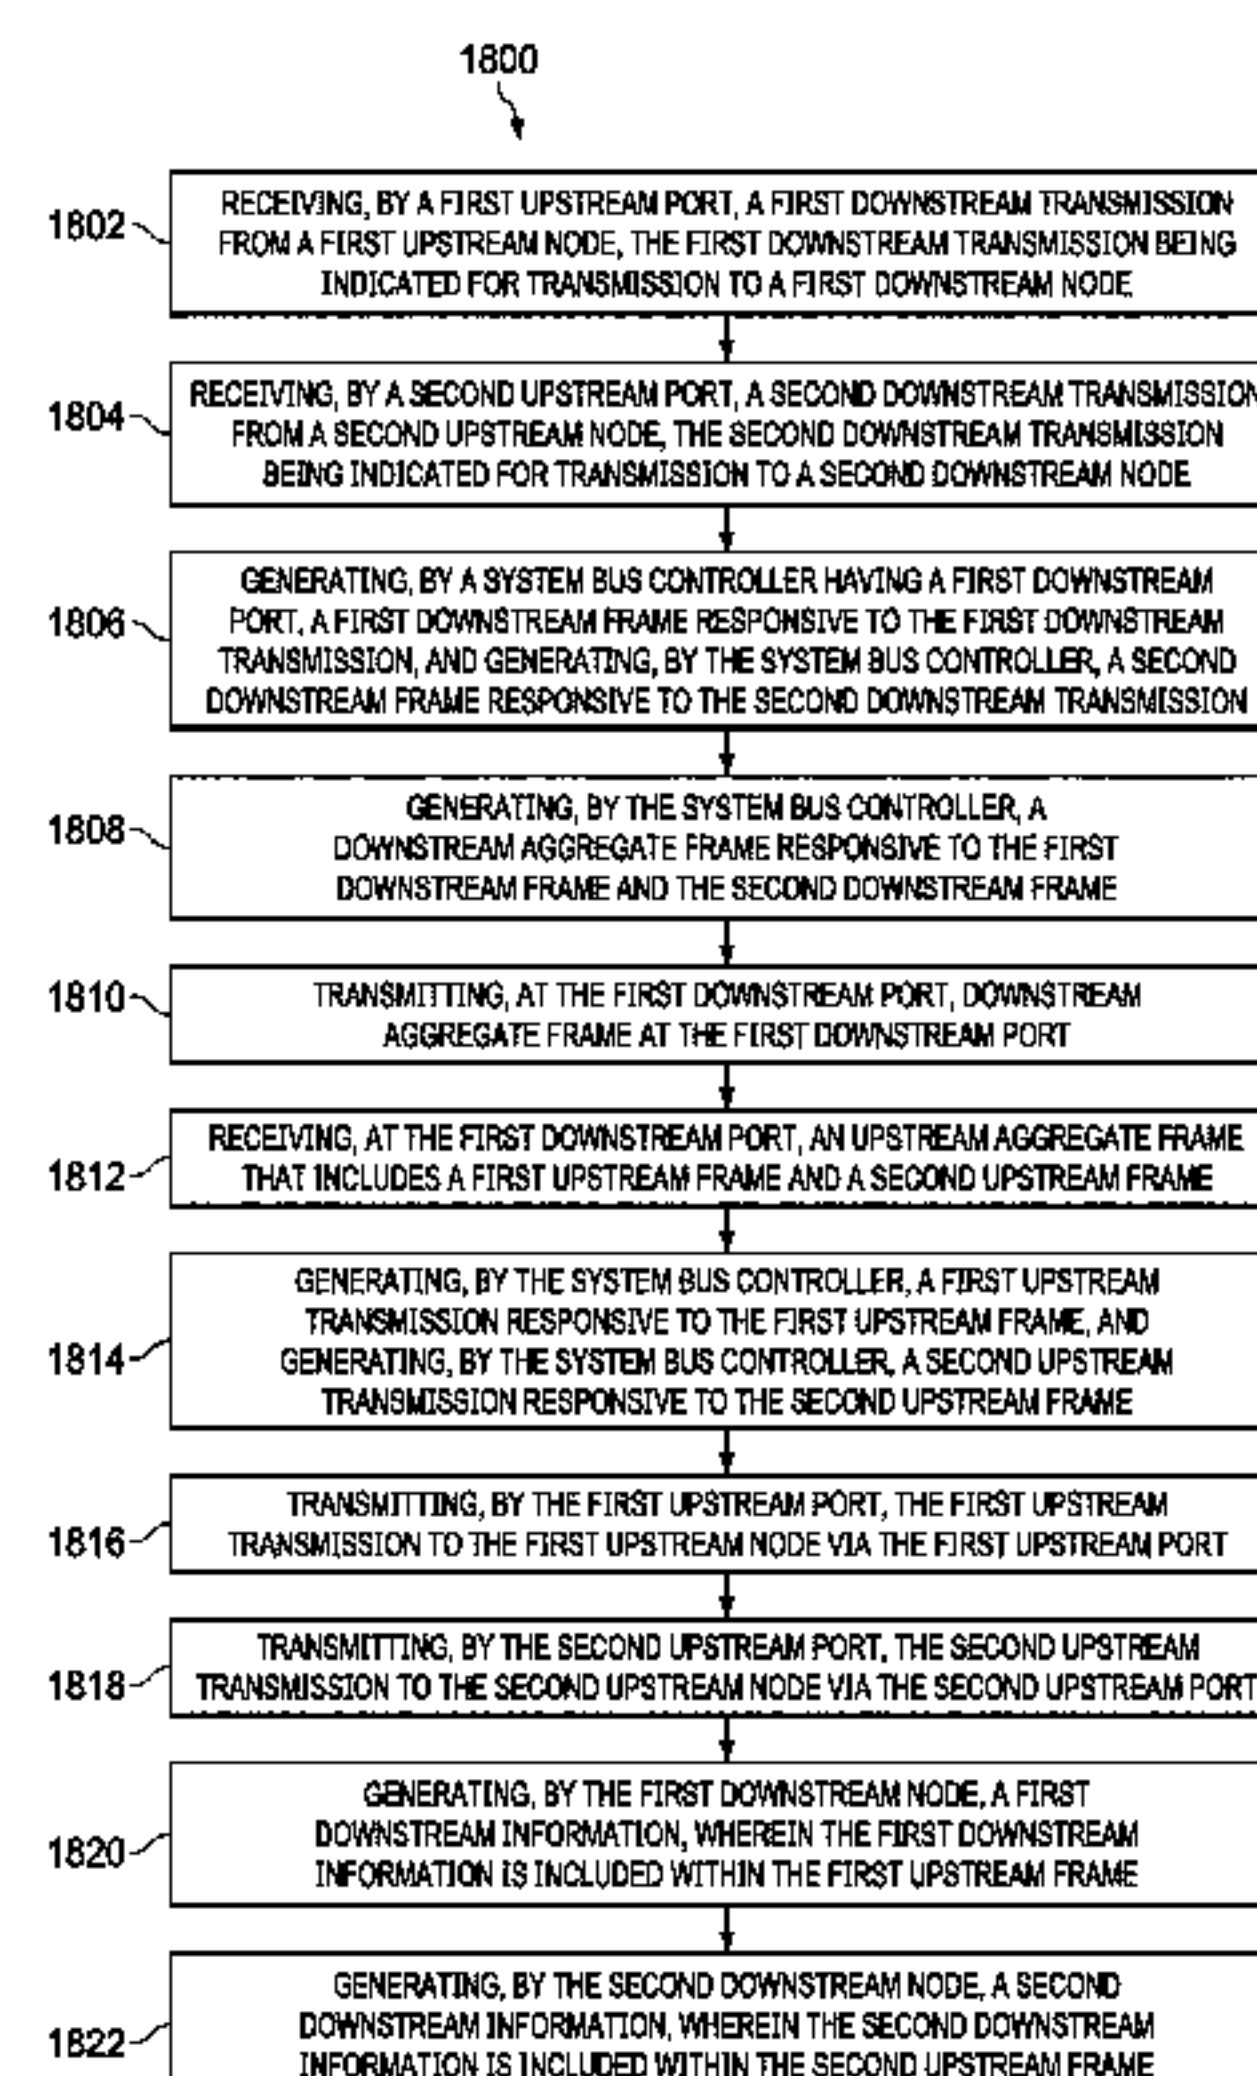 1800
1802
RECEIVING, BY A FIRST UPSTREAM PORT, A FIRST DOWNSTREAM TRANSMISSION
FROM A FIRST UPSTREAM NODE, THE FIRST DOWNSTREAM TRANSMISSION BEING
INDICATED FOR TRANSMISSION TO A FIRST DOWNSTREAM NODE
1804
RECEIVING, BY A SECOND UPSTREAM PORT, A SECOND DOWNSTREAM TRANSMISSION
FROM A SECOND UPSTREAM NODE, THE SECOND DOWNSTREAM TRANSMISSION
BEING INDICATED FOR TRANSMISSION TO A SECOND DOWNSTREAM NODE
1806
GENERATING, BY A SYSTEM BUS CONTROLLER HAVING A FIRST DOWNSTREAM
PORT, A FIRST DOWNSTREAM FRAME RESPONSIVE TO THE FIRST DOWNSTREAM
TRANSMISSION, AND GENERATING, BY THE SYSTEM BUS CONTROLLER, A SECOND
DOWNSTREAM FRAME RESPONSIVE TO THE SECOND DOWNSTREAM TRANSMISSION
1808
GENERATING, BY THE SYSTEM BUS CONTROLLER, A
DOWNSTREAM AGGREGATE FRAME RESPONSIVE TO THE FIRST
DOWNSTREAM FRAME AND THE SECOND DOWNSTREAM FRAME
1810
TRANSMITTING, AT THE FIRST DOWNSTREAM PORT, DOWNSTREAM
AGGREGATE FRAME AT THE FIRST DOWNSTREAM PORT
1812
RECEIVING, AT THE FIRST DOWNSTREAM PORT, AN UPSTREAM AGGREGATE FRAME
THAT INCLUDES A FIRST UPSTREAM FRAME AND A SECOND UPSTREAM FRAME
1814
GENERATING, BY THE SYSTEM BUS CONTROLLER, A FIRST UPSTREAM
TRANSMISSION RESPONSIVE TO THE FIRST UPSTREAM FRAME, AND
GENERATING, BY THE SYSTEM BUS CONTROLLER, A SECOND UPSTREAM
TRANSMISSION RESPONSIVE TO THE SECOND UPSTREAM FRAME
1816
TRANSMITTING, BY THE FIRST UPSTREAM PORT, THE FIRST UPSTREAM
TRANSMISSION TO THE FIRST UPSTREAM NODE VIA THE FIRST UPSTREAM PORT
1818
TRANSMITTING, BY THE SECOND UPSTREAM PORT, THE SECOND UPSTREAM
TRANSMISSION TO THE SECOND UPSTREAM NODE VIA THE SECOND UPSTREAM PORT
1820
GENERATING, BY THE FIRST DOWNSTREAM NODE, A FIRST
DOWNSTREAM INFORMATION, WHEREIN THE FIRST DOWNSTREAM
INFORMATION IS INCLUDED WITHIN THE FIRST UPSTREAM FRAME
1822
GENERATING, BY THE SECOND DOWNSTREAM NODE, A SECOND
DOWNSTREAM INFORMATION, WHEREIN THE SECOND DOWNSTREAM
INFORMATION IS INCLUDED WITHIN THE SECOND UPSTREAM FRAME